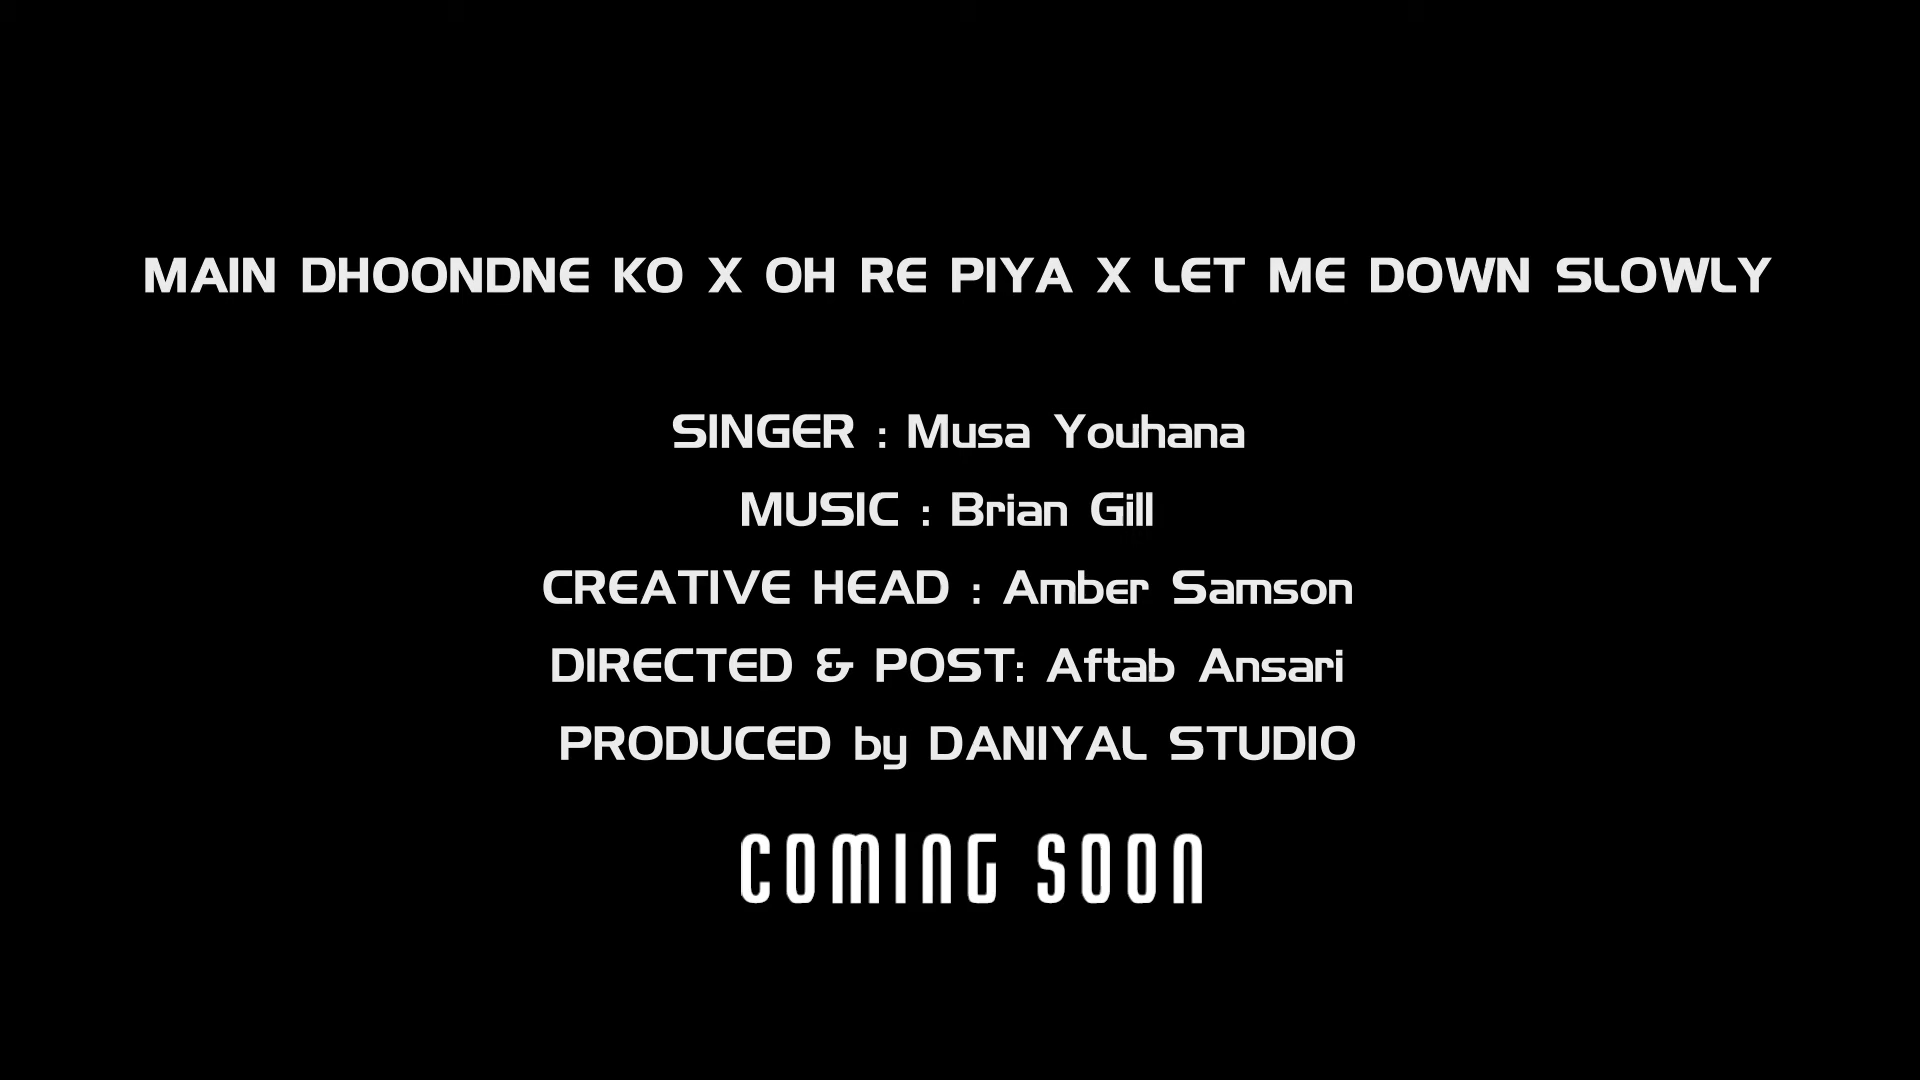 MAIN DHOONDNE KO X OH RE PIYA X LET ME DOWN SLOWLY
SINGER : Musa Youhana
MUSIC : Brian Gill
CREATIVE HEAD : Amber Samson
DIRECTED & POST: Aftab Ansari
PRODUCED by DANIYAL STUDIO
COMING SOON